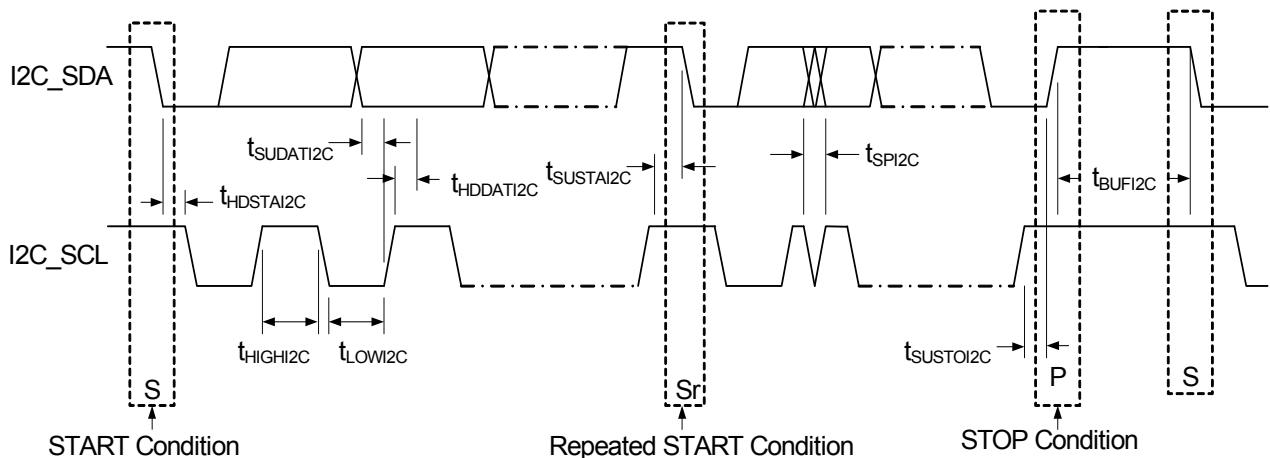 I2C_SDA
tSUDATI2C
tHDDATI2C
tSUSTAI2C
tSPI2C
tBUFI2C
tHDSTAI2C
I2C_SCL
tHIGHI2C
tLOWI2C
tSUSTOI2C
S
Sr
P
S
START Condition
Repeated START Condition
STOP Condition